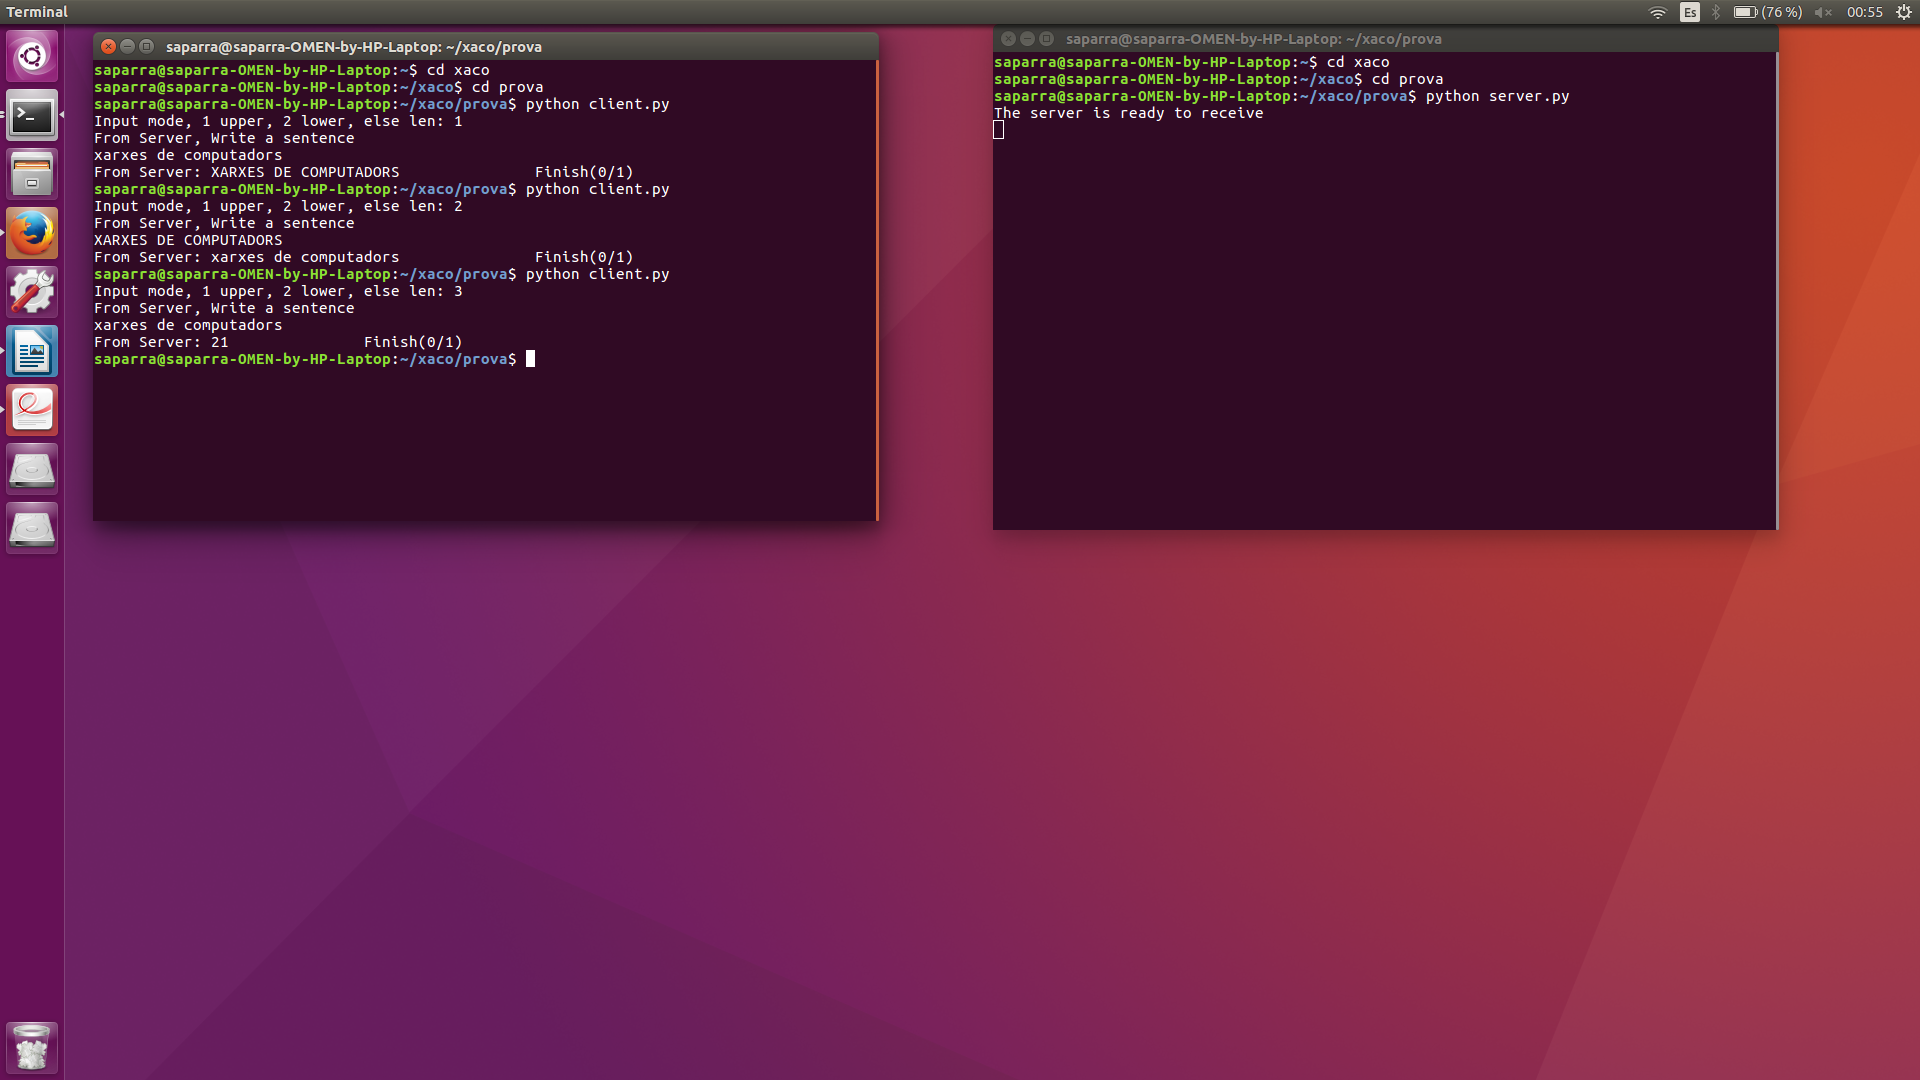 Terminal
Es
(76 %)
00:55
saparra@saparra-OMEN-by-HP-Laptop: ~/xaco/prova
saparra@saparra-OMEN-by-HP-Laptop:~$ cd xaco
saparra@saparra-OMEN-by-HP-Laptop:~/xaco$ cd prova
saparra@saparra-OMEN-by-HP-Laptop:~/xaco/prova$ python client.py
Input mode, 1 upper, 2 lower, else len: 1
From Server, Write a sentence
xarxes de computadors
From Server: XARXES DE COMPUTADORS               Finish(0/1)
saparra@saparra-OMEN-by-HP-Laptop:~/xaco/prova$ python client.py
Input mode, 1 upper, 2 lower, else len: 2
From Server, Write a sentence
XARXES DE COMPUTADORS
From Server: xarxes de computadors               Finish(0/1)
saparra@saparra-OMEN-by-HP-Laptop:~/xaco/prova$ python client.py
Input mode, 1 upper, 2 lower, else len: 3
From Server, Write a sentence
xarxes de computadors
From Server: 21               Finish(0/1)
saparra@saparra-OMEN-by-HP-Laptop:~/xaco/prova$
saparra@saparra-OMEN-by-HP-Laptop: ~/xaco/prova
saparra@saparra-OMEN-by-HP-Laptop:~$ cd xaco
saparra@saparra-OMEN-by-HP-Laptop:~/xaco$ cd prova
saparra@saparra-OMEN-by-HP-Laptop:~/xaco/prova$ python server.py
The server is ready to receive